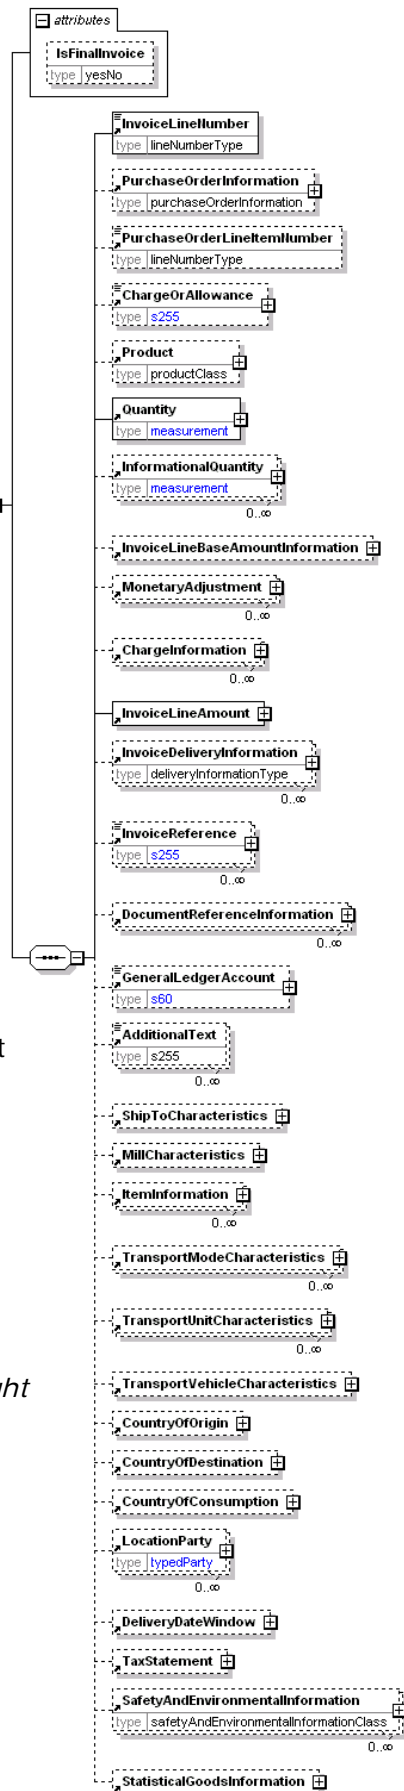 attributes
IsFinalInvoice
type yesNo
InvoiceLineNumber
type lineNumberType
PurchaseOrderInformation
type purchaseOrderInformation
PurchaseOrderLineItemNumber
type lineNumberType
ChargeOrAllowance
type s255
Product
type productClass
Quantity
type measurement
InformationalQuantity
type measurement
0..∞
InvoiceLineBaseAmountInformation
MonetaryAdjustment
0..∞
ChargeInformation
0..∞
InvoiceLineAmount
InvoiceDeliveryInformation
type deliveryInformationType
0..∞
InvoiceReference
type s255
0..∞
DocumentReferenceInformation
0..∞
GeneralLedgerAccount
type s60
t
AdditionalText
type s255
0..∞
ShipToCharacteristics
MillCharacteristics
ItemInformation
0..∞
TransportModeCharacteristics
0..∞
TransportUnitCharacteristics
0..∞
ght
TransportVehicleCharacteristics
CountryOfOrigin
CountryOfDestination
CountryOfConsumption
LocationParty
type typedParty
0..∞
DeliveryDateWindow
TaxStatement
SafetyAndEnvironmentalInformation
type safetyAndEnvironmentalInformationClass
0..∞
StatisticalGoodsInformation